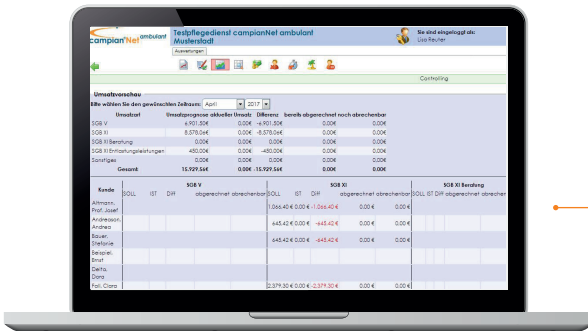 campian'Net ambulant
Testpflegedienst campianNet ambulant
Musterstadt
Sie sind eingeloggt als:
Lisa Reuter
Auswertungen
Controlling
Umsatzvorschau
Bitte wählen Sie den gewünschten Zeitraum: April 2017
Umsatzart Umsatzprognose aktueller Umsatz Differenz bereits abgerechnet noch abrechenbar
SGB V 6.901,50€ 0,00€ -6.901,50€ 0,00€ 0,00€
SGB XI 8.578,06€ 0,00€ -8.578,06€ 0,00€ 0,00€
SGB XI Beratung 0,00€ 0,00€ 0,00€ 0,00€ 0,00€
SGB XI Entlastungsleistungen 450,00€ 0,00€ -450,00€ 0,00€ 0,00€
Sonstiges 0,00€ 0,00€ 0,00€ 0,00€ 0,00€
Gesamt 15.929,56€ 0,00€ -15.929,56€ 0,00€ 0,00€
Kunde SGB V SGB XI SGB XI Beratung
SOLL IST Diff abgerechnet abrechenbar SOLL IST Diff abgerechnet abrechenbar SOLL IST Diff abgerechnet abrechen
Altmann, Prof. Josef 1.066,40 € 0,00 € -1.066,40 € 0,00 € 0,00 €
Andreasson, Andrea 645,42 € 0,00 € -645,42 € 0,00 € 0,00 €
Bauer, Stefanie 645,42 € 0,00 € -645,42 € 0,00 € 0,00 €
Beispiel, Ernst
Delta, Dora
Fall, Clara 2.379,30 € 0,00 € -2.379,30 € 0,00 € 0,00 €